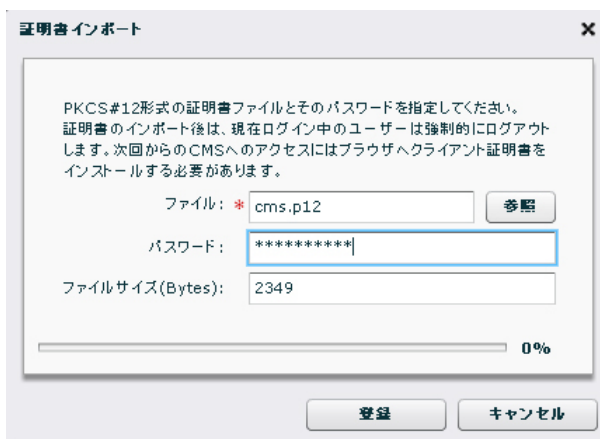 証明書インポート
PKCS#12形式の証明書ファイルとそのパスワードを指定してください。
証明書のインポート後は、現在ログイン中のユーザーは強制的にログアウト
します。次回からのCMSへのアクセスにはブラウザへクライアント証明書を
インストールする必要があります。
ファイル: * cms.p12 参照
パスワード: **********
ファイルサイズ(Bytes): 2349
0%
登録 キャンセル